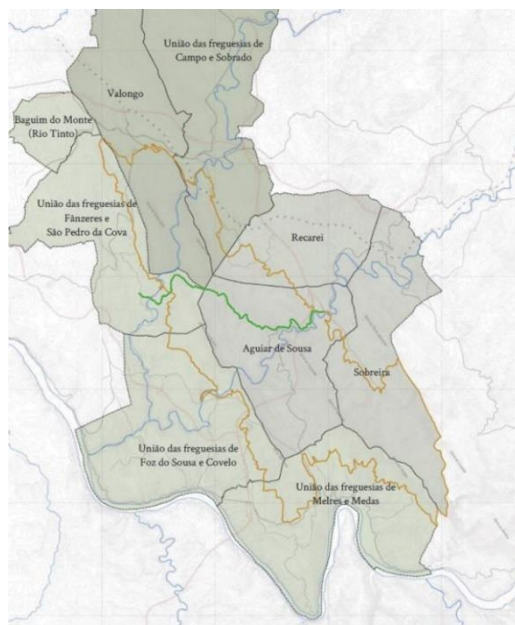 União das freguesias de
Campo e Sobrado
Valongo
Baguim do Monte
(Rio Tinto)
União das freguesias de
Fânzeres e
São Pedro da Cova
Recarei
Aguiar de Sousa
Sobreira
União das freguesias de
Foz do Sousa e Covelo
União das freguesias de
Melres e Medas